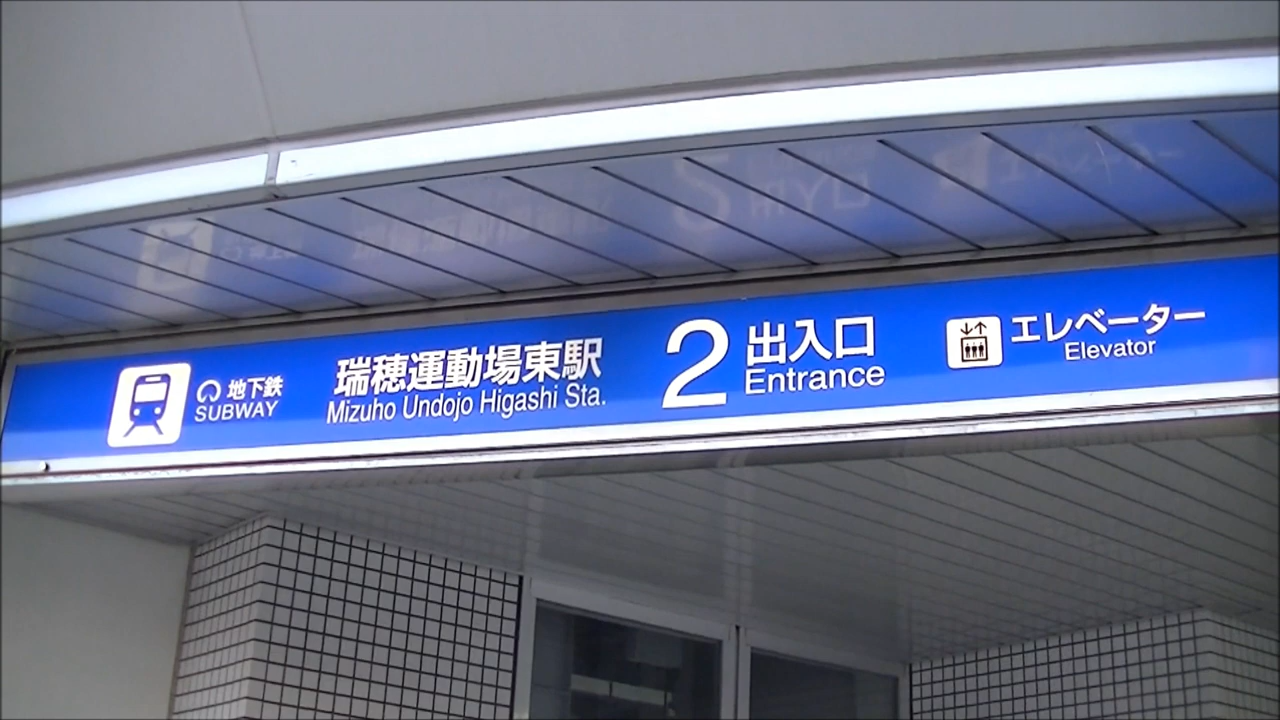 地下鉄
SUBWAY
瑞穂運動場東駅
Mizuho Undojo Higashi Sta.
2 出入口
Entrance
エレベーター
Elevator